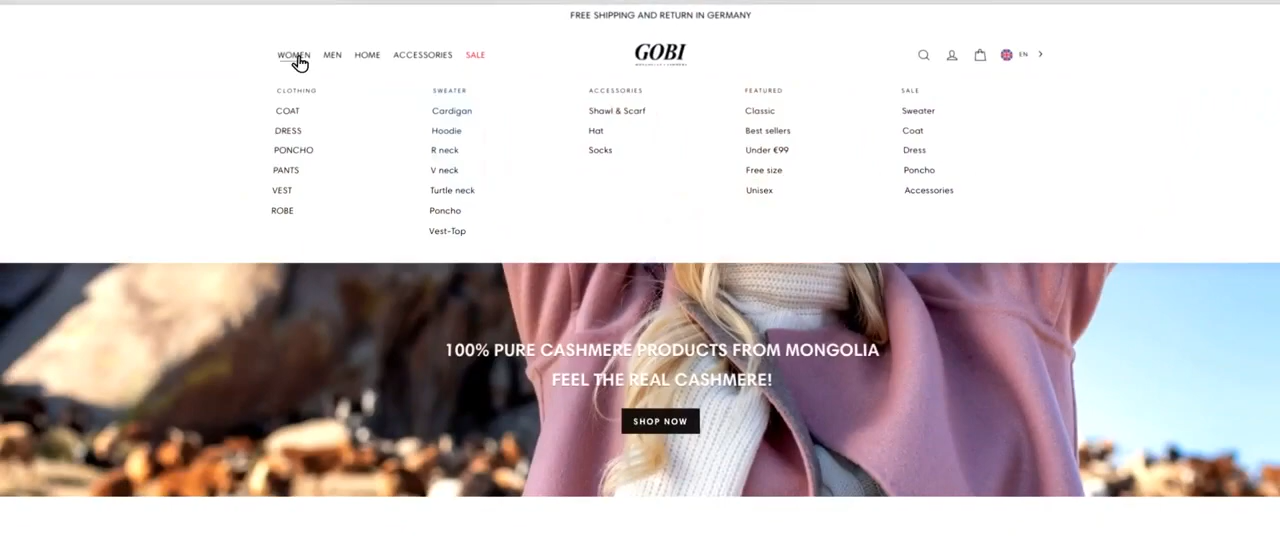 FREE SHIPPING AND RETURN IN GERMANY
WOMEN MEN HOME ACCESSORIES SALE
GOBI
EN
CLOTHING
COAT
DRESS
PONCHO
PANTS
VEST
ROBE
SWEATER
Cardigan
Hoodie
R neck
V neck
Turtle neck
Poncho
Vest-Top
ACCESSORIES
Shawl & Scarf
Hat
Socks
FEATURED
Classic
Best sellers
Under €99
Free size
Unisex
SALE
Sweater
Coat
Dress
Poncho
Accessories
100% PURE CASHMERE PRODUCTS FROM MONGOLIA
FEEL THE REAL CASHMERE!
SHOP NOW